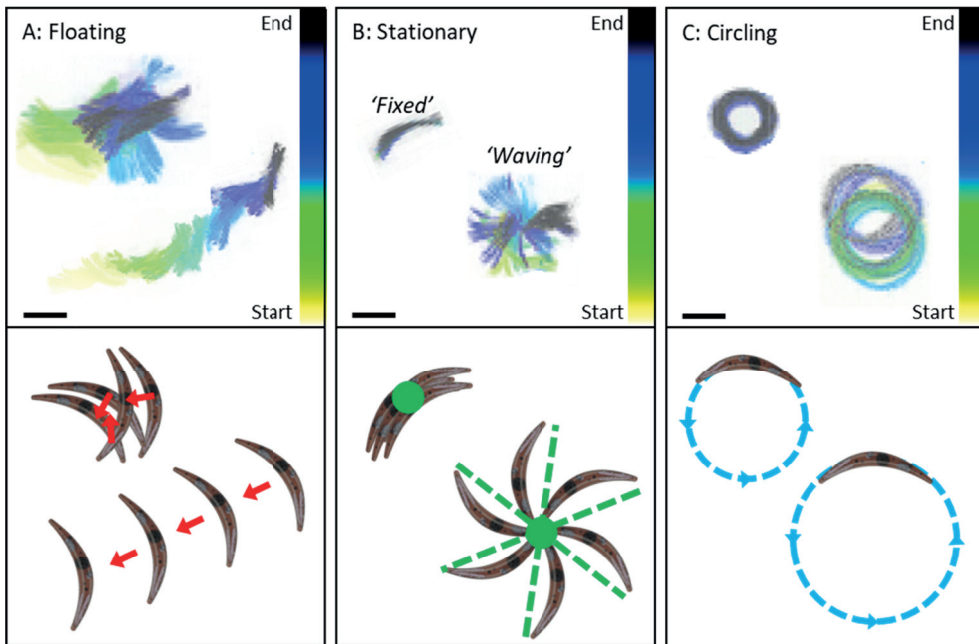 A: Floating
End
Start
B: Stationary
End
'Fixed'
'Waving'
Start
C: Circling
End
Start